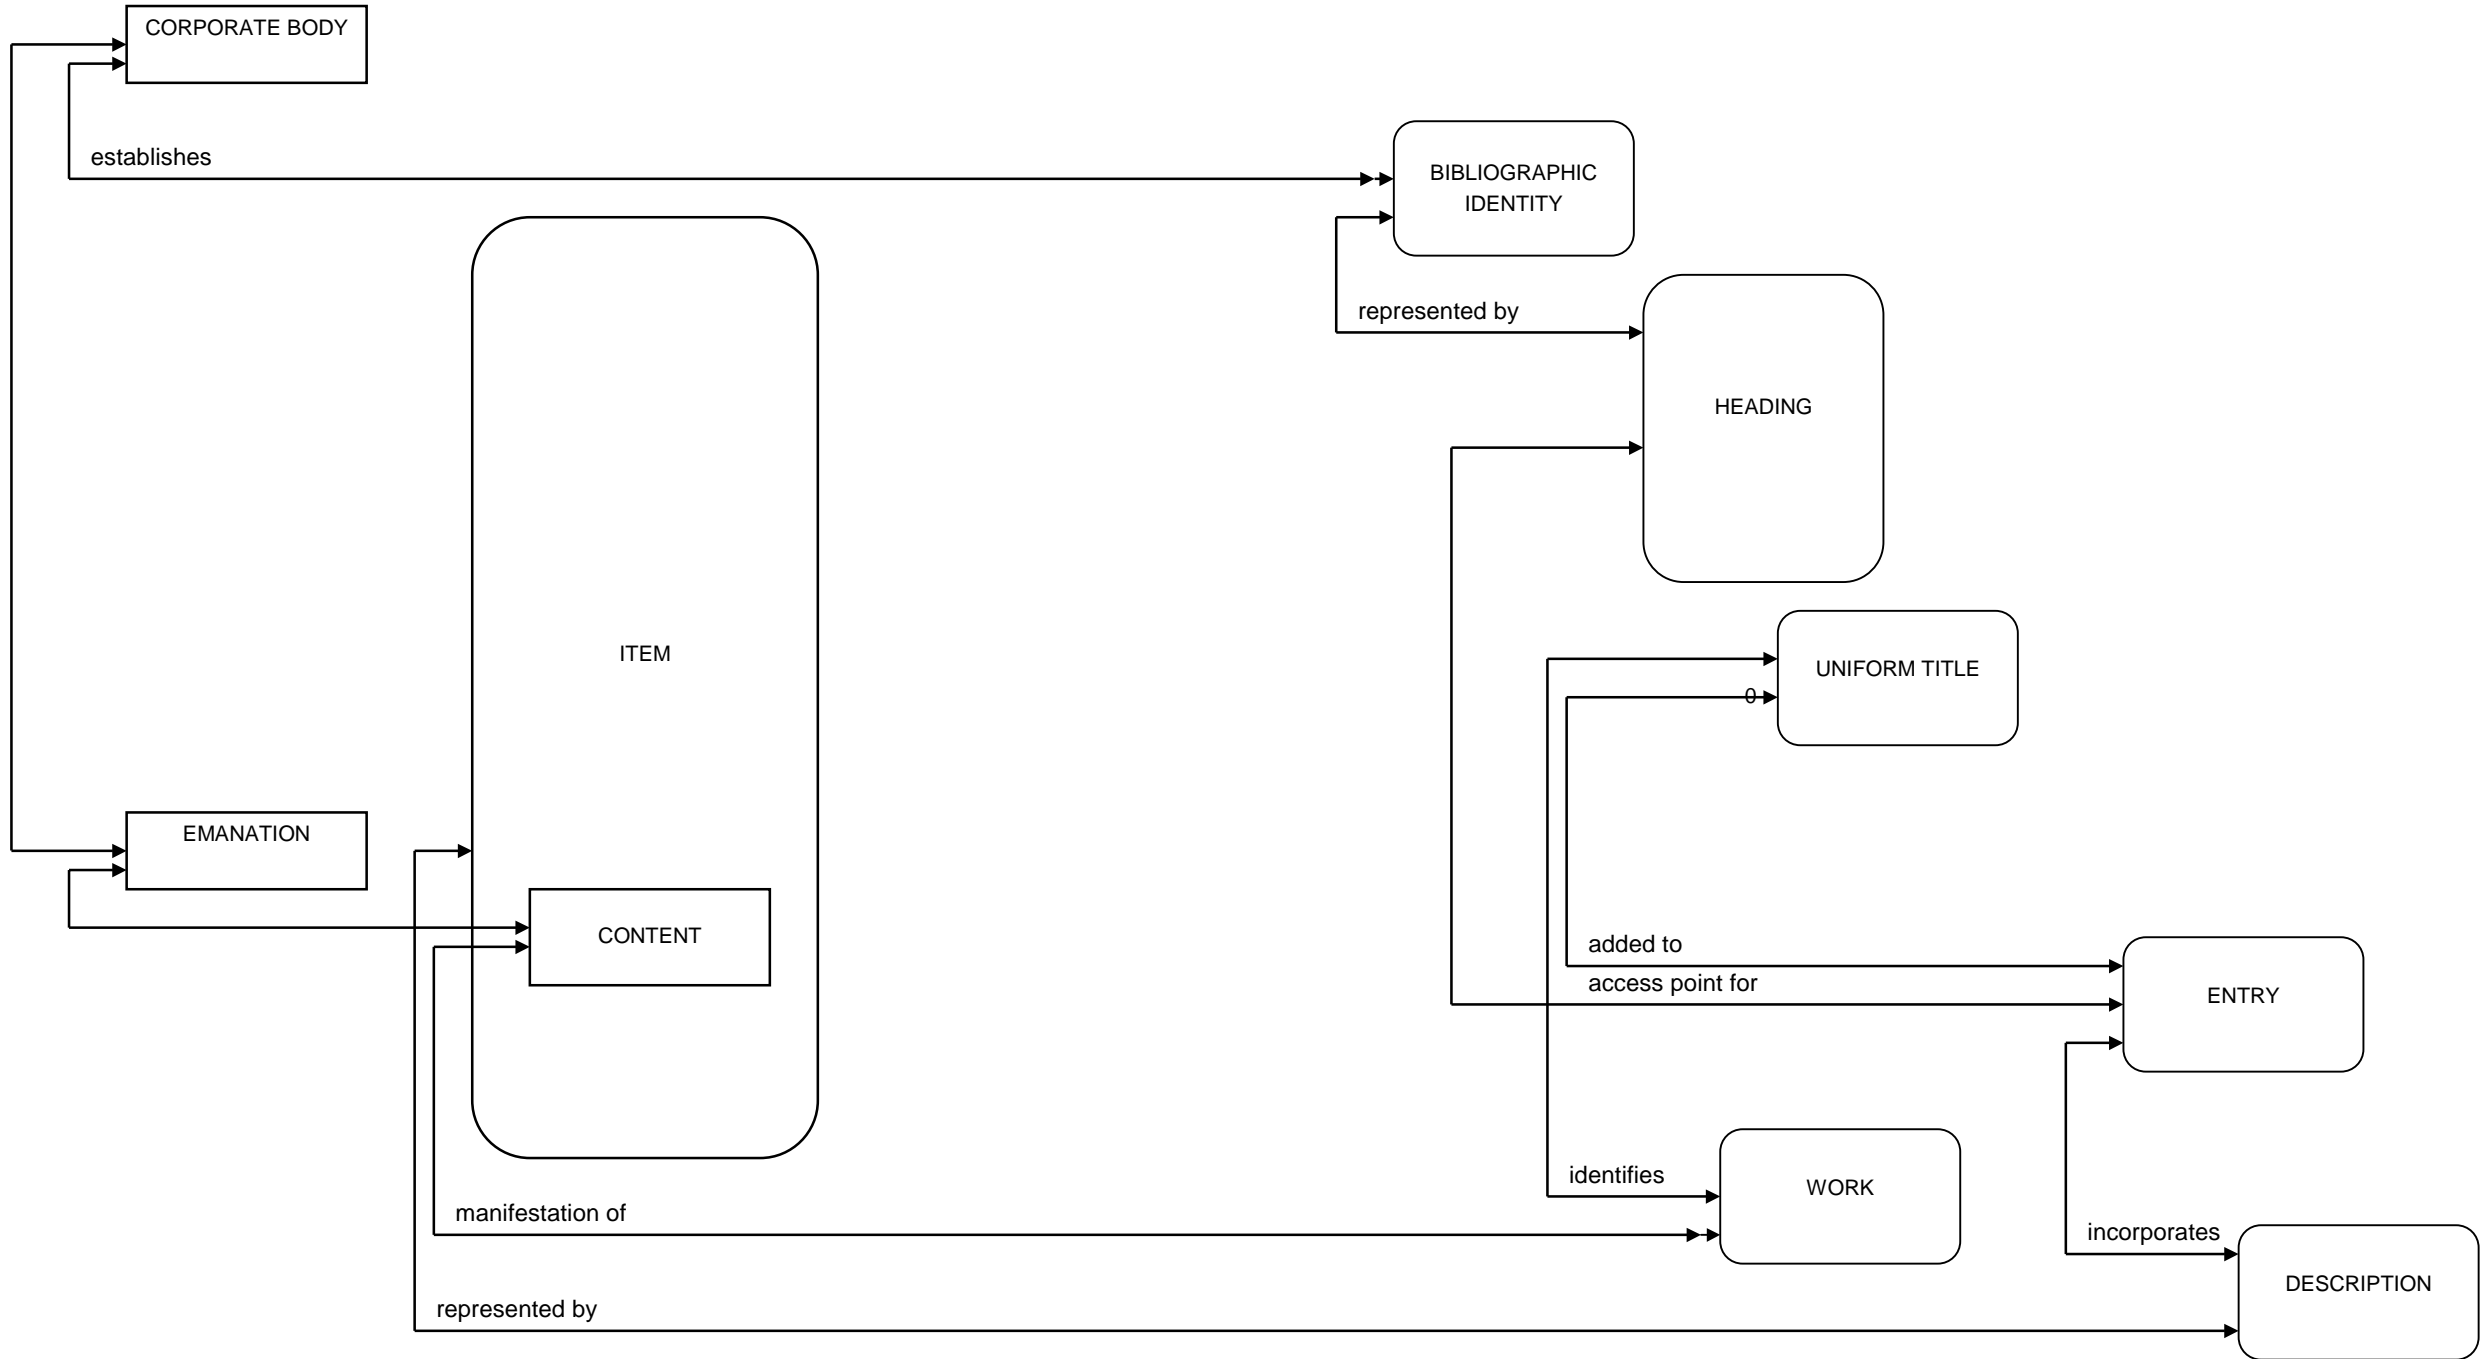 CORPORATE BODY
establishes
BIBLIOGRAPHIC
IDENTITY
represented by
HEADING
ITEM
UNIFORM TITLE
0
EMANATION
CONTENT
added to
access point for
ENTRY
identifies
WORK
manifestation of
incorporates
DESCRIPTION
represented by